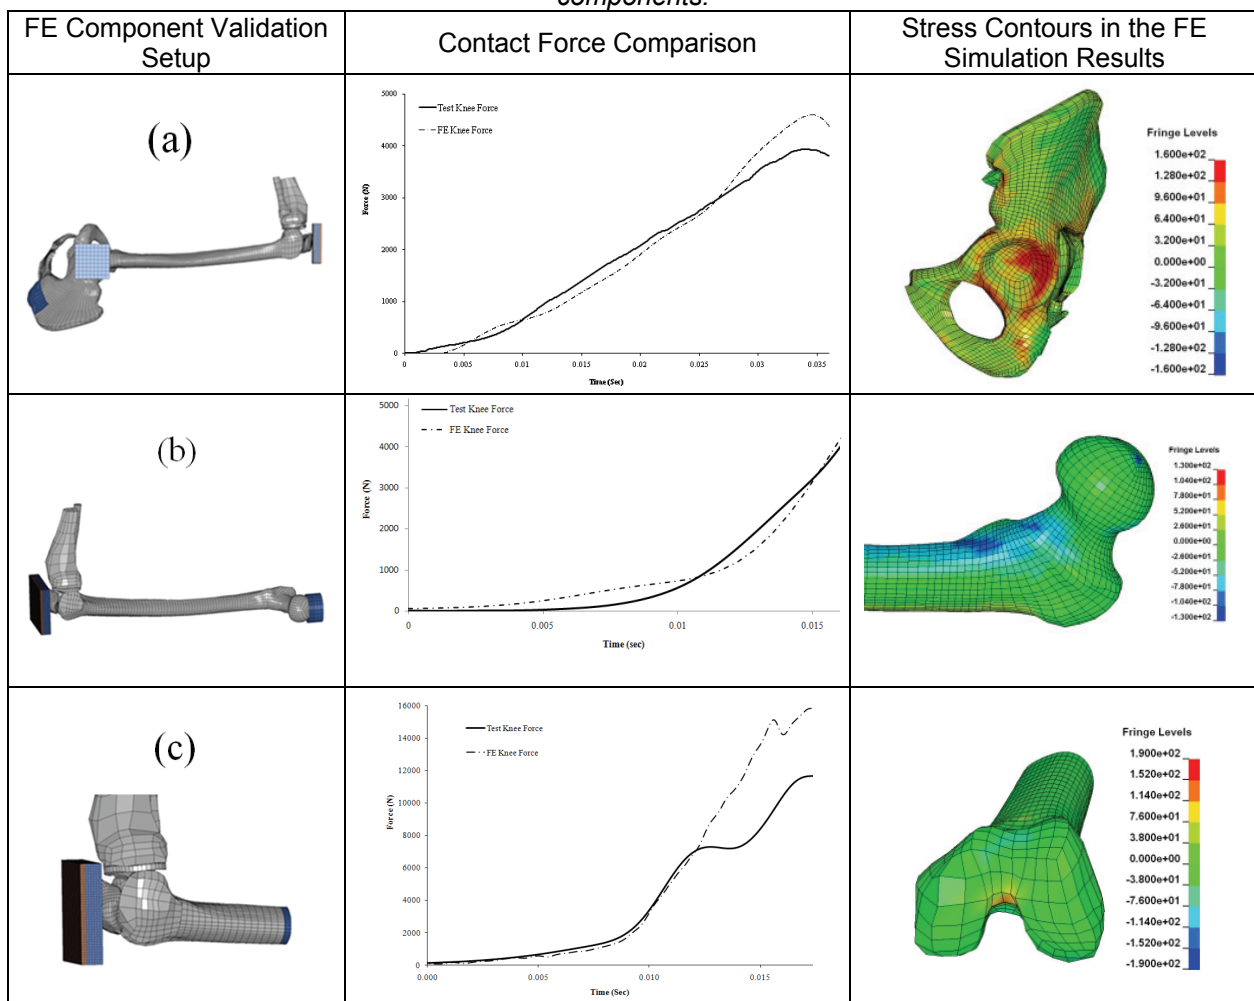 components.
FE Component Validation
Setup
Contact Force Comparison
Stress Contours in the FE
Simulation Results
(a)
5000
4000
3000
2000
1000
0
Force (N)
Test Knee Force
FE Knee Force
0 0.005 0.01 0.015 0.02 0.025 0.03 0.035
Time (Sec)
Fringe Levels
1.600e+02
1.280e+02
9.600e+01
6.400e+01
3.200e+01
0.000e+00
-3.200e+01
-6.400e+01
-9.600e+01
-1.280e+02
-1.600e+02
(b)
5000
4000
3000
2000
1000
0
Force (N)
Test Knee Force
FE Knee Force
0 0.005 0.01 0.015
Time (sec)
Fringe Levels
1.300e+02
1.040e+02
7.800e+01
5.200e+01
2.600e+01
0.000e+00
-2.600e+01
-5.200e+01
-7.800e+01
-1.040e+02
-1.300e+02
(c)
16000
14000
12000
10000
8000
6000
4000
2000
0
Force (N)
Test Knee Force
FE Knee Force
0.000 0.005 0.010 0.015
Time (Sec)
Fringe Levels
1.900e+02
1.520e+02
1.140e+02
7.600e+01
3.800e+01
0.000e+00
-3.800e+01
-7.600e+01
-1.140e+02
-1.520e+02
-1.900e+02